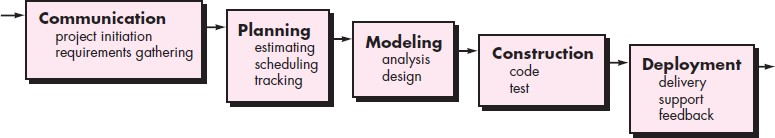 Communication
project initiation
requirements gathering
Planning
estimating
scheduling
tracking
Modeling
analysis
design
Construction
code
test
Deployment
delivery
support
feedback